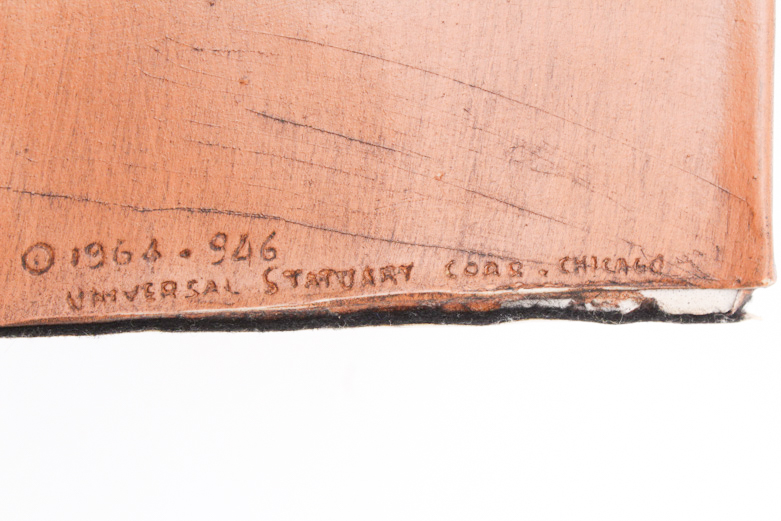 © 1964 · 946
UNIVERSAL STATUARY CORP. CHICAGO